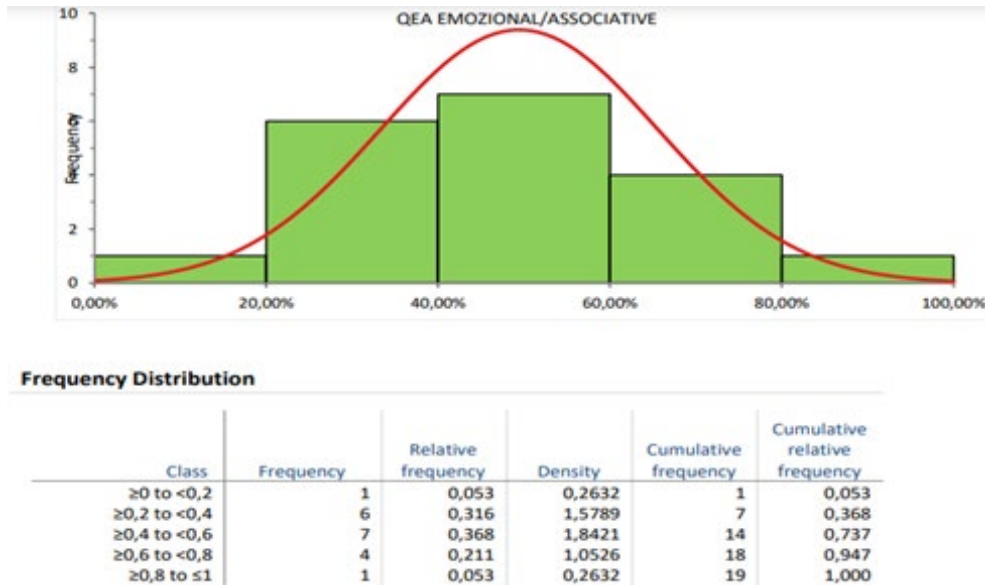 QEA EMOZIONAL/ASSOCIATIVE
10
8
6
4
2
0
Frequency
0,00% 20,00% 40,00% 60,00% 80,00% 100,00%
Frequency Distribution
Class Frequency Relative frequency Density Cumulative frequency Cumulative relative frequency
≥0 to <0,2 1 0,053 0,2632 1 0,053
≥0,2 to <0,4 6 0,316 1,5789 7 0,368
≥0,4 to <0,6 7 0,368 1,8421 14 0,737
≥0,6 to <0,8 4 0,211 1,0526 18 0,947
≥0,8 to ≤1 1 0,053 0,2632 19 1,000